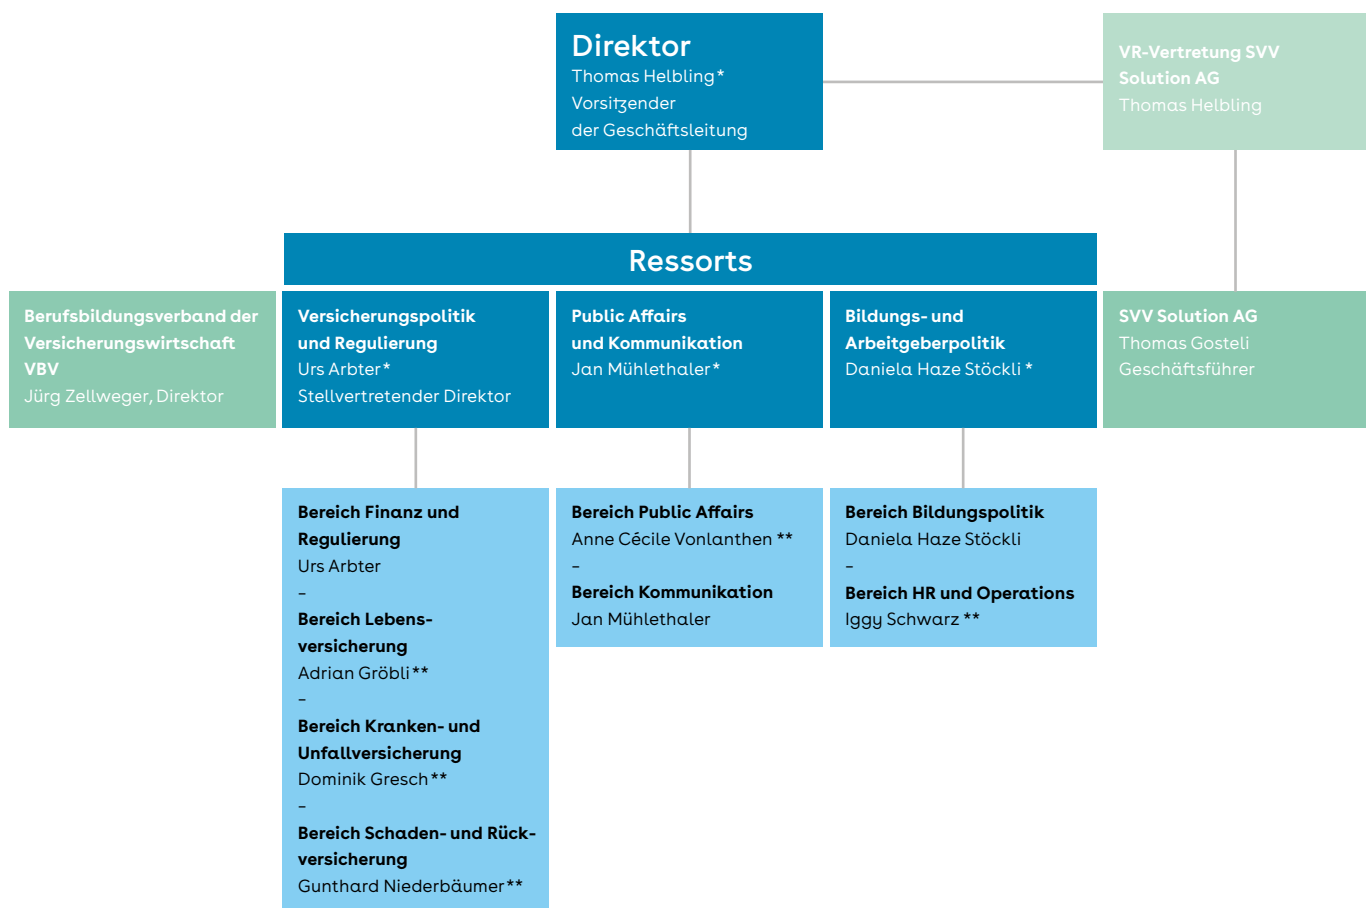 Direktor
Thomas Helbling*
Vorsitzender
der Geschäftsleitung
VR-Vertretung SVV
Solution AG
Thomas Helbling
Ressorts
Berufsbildungsverband der
Versicherungswirtschaft
VBV
Jürg Zellweger, Direktor
Versicherungspolitik
und Regulierung
Urs Arbter*
Stellvertretender Direktor
Public Affairs
und Kommunikation
Jan Mühlethaler*
Bildungs- und
Arbeitgeberpolitik
Daniela Haze Stöckli *
SVV Solution AG
Thomas Gosteli
Geschäftsführer
Bereich Finanz und
Regulierung
Urs Arbter
–
Bereich Lebens-
versicherung
Adrian Gröbli**
–
Bereich Kranken- und
Unfallversicherung
Dominik Gresch**
–
Bereich Schaden- und Rück-
versicherung
Gunthard Niederbäumer**
Bereich Public Affairs
Anne Cécile Vonlanthen **
–
Bereich Kommunikation
Jan Mühlethaler
Bereich Bildungspolitik
Daniela Haze Stöckli
–
Bereich HR und Operations
Iggy Schwarz **